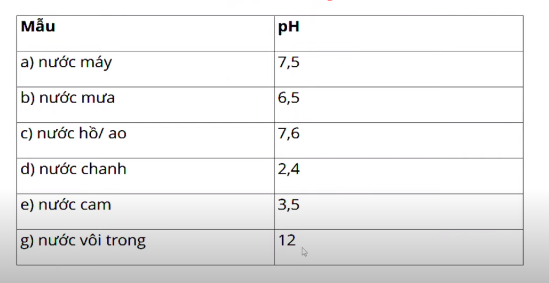 Mẫu pH
a) nước máy 7,5
b) nước mưa 6,5
c) nước hồ/ ao 7,6
d) nước chanh 2,4
e) nước cam 3,5
g) nước vôi trong 12